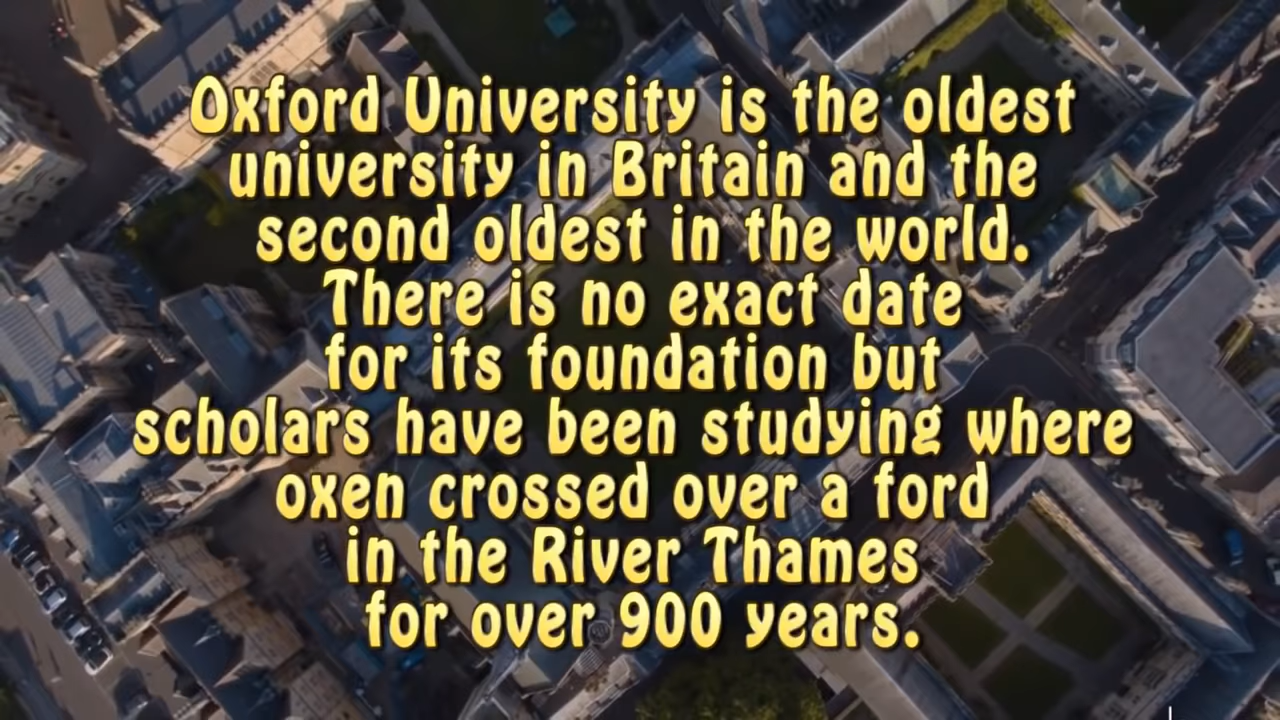 Oxford University is the oldest
university in Britain and the
second oldest in the world.
There is no exact date
for its foundation but
scholars have been studying where
oxen crossed over a ford
in the River Thames
for over 900 years.